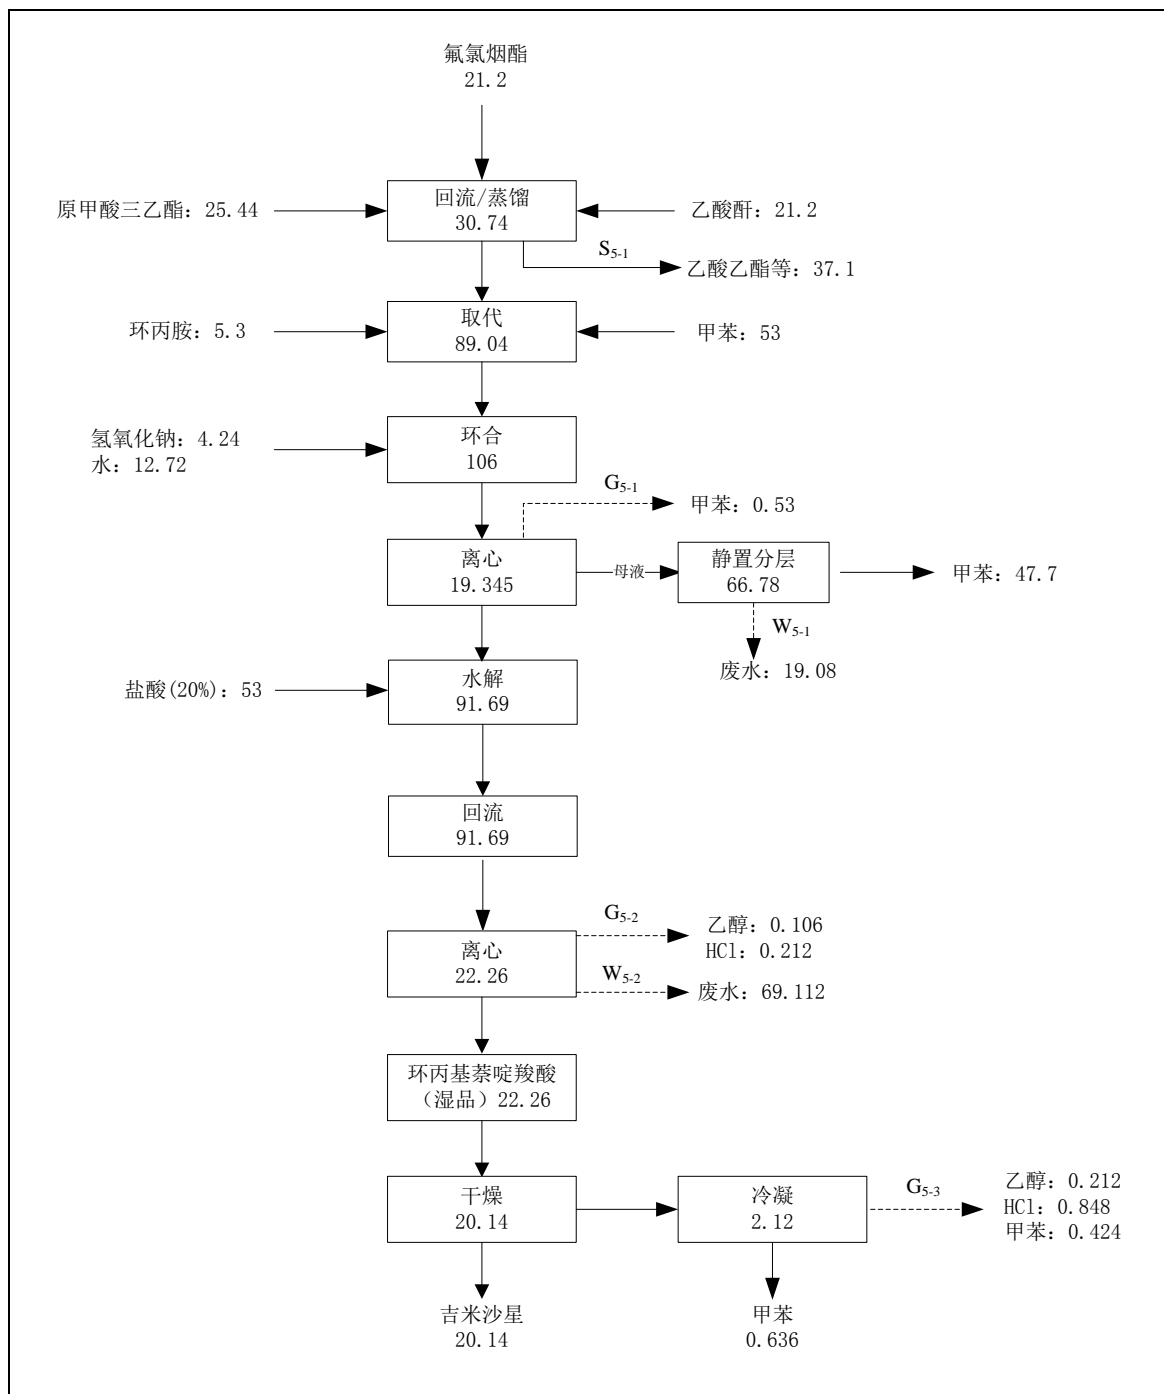 氟氯烟酯
21.2
原甲酸三乙酯：25.44
回流/蒸馏
30.74
乙酸酐：21.2
S5-1
乙酸乙酯等：37.1
环丙胺：5.3
取代
89.04
甲苯：53
氢氧化钠：4.24
水：12.72
环合
106
G5-1
甲苯：0.53
离心
19.345
母液
静置分层
66.78
甲苯：47.7
W5-1
废水：19.08
盐酸(20%)：53
水解
91.69
回流
91.69
离心
22.26
G5-2
乙醇：0.106
HCl：0.212
W5-2
废水：69.112
环丙基萘啶羧酸
（湿品）22.26
干燥
20.14
冷凝
2.12
G5-3
乙醇：0.212
HCl：0.848
甲苯：0.424
吉米沙星
20.14
甲苯
0.636